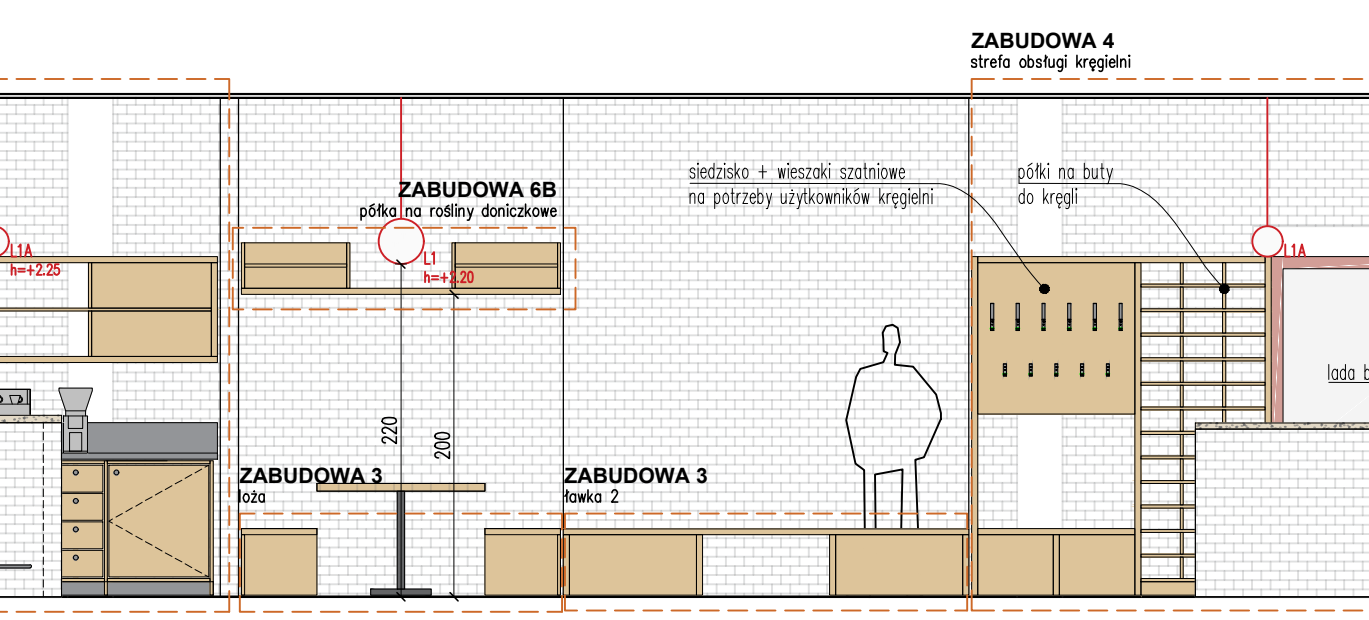 ZABUDOWA 4
strefa obsługi kręgielni
siedzisko + wieszaki szatniowe
na potrzeby użytkowników kręgielni
półki na buty
do kręgli
ZABUDOWA 6B
półka na rośliny doniczkowe
L1A
h=+2.25
L1
h=+2.20
L1A
lada b
220
200
ZABUDOWA 3
loża
ZABUDOWA 3
ławka 2